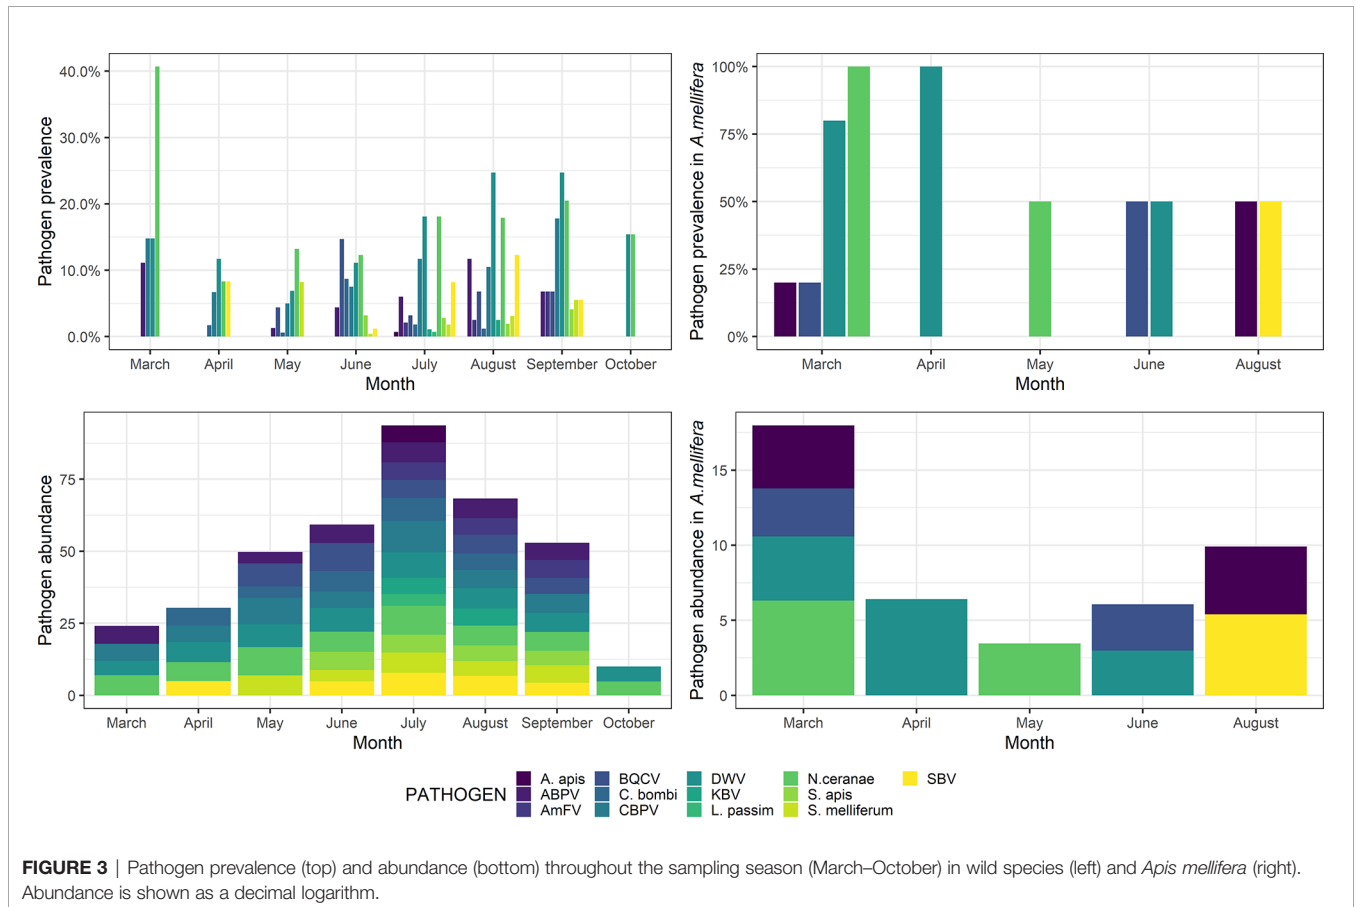 Pathogen prevalence
40.0%
30.0%
20.0%
10.0%
0.0%
March April May June July August September October
Month
Pathogen prevalence in A.mellifera
100%
75%
50%
25%
0%
March April May June August
Month
Pathogen abundance
75
50
25
0
March April May June July August September October
Month
Pathogen abundance in A.mellifera
15
10
5
0
March April May June August
Month
PATHOGEN
A. apis BQCV DWV N.ceranae SBV
ABPV C. bombi KBV S. apis
AmFV CBPV L. passim S. melliferum
FIGURE 3 | Pathogen prevalence (top) and abundance (bottom) throughout the sampling season (March–October) in wild species (left) and Apis mellifera (right).
Abundance is shown as a decimal logarithm.